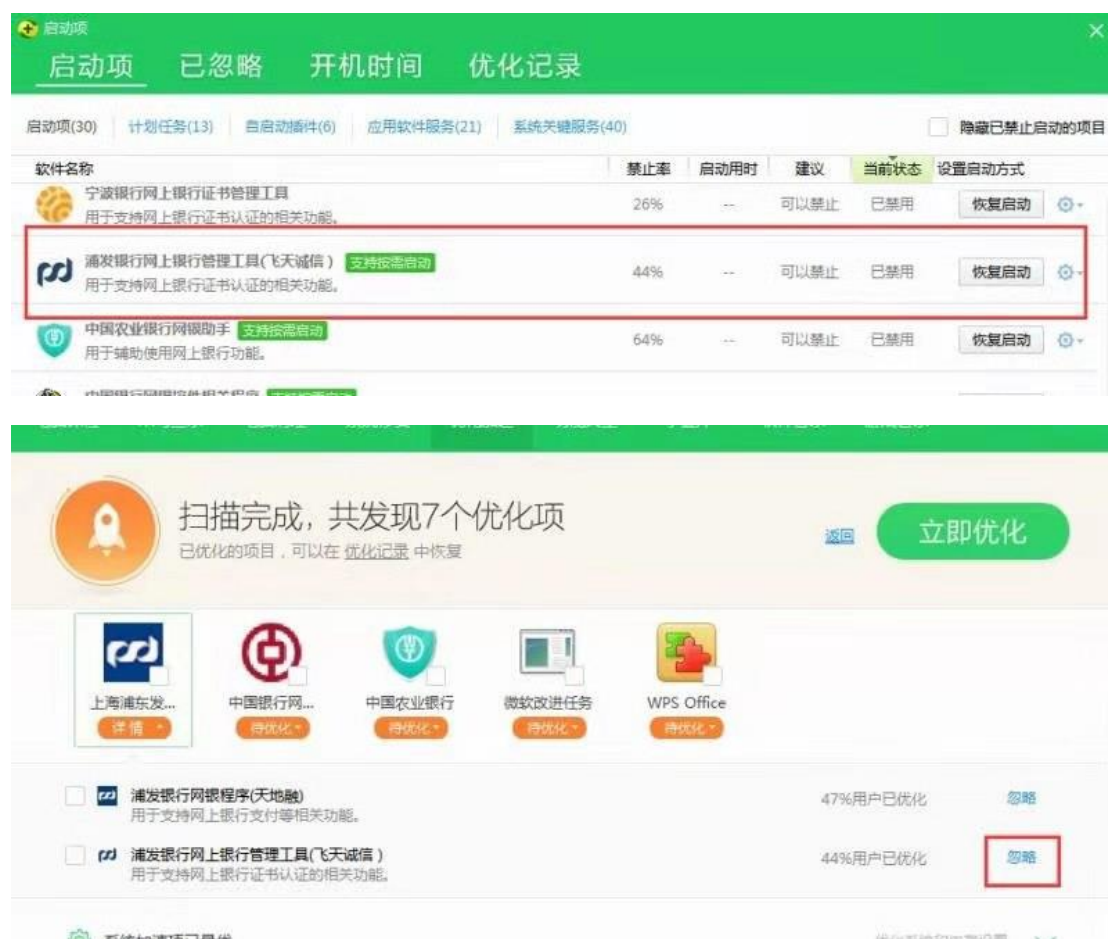 启动项
启动项 已忽略 开机时间 优化记录
启动项(30) 计划任务(13) 自启动插件(6) 应用软件服务(21) 系统关键服务(40) 隐藏已禁止启动的项目
软件名称 禁止率 启动用时 建议 当前状态 设置启动方式
宁波银行网上银行证书管理工具
用于支持网上银行证书认证的相关功能。
26% -- 可以禁止 已禁用 恢复启动
浦发银行网上银行管理工具(飞天诚信) 支持按需启动
用于支持网上银行证书认证的相关功能。
44% -- 可以禁止 已禁用 恢复启动
中国农业银行网银助手 支持按需启动
用于辅助使用网上银行功能。
64% -- 可以禁止 已禁用 恢复启动
中国银行网银控件相关程序 支持按需启动
扫描完成，共发现7个优化项
已优化的项目，可以在 优化记录 中恢复
返回 立即优化
上海浦东发... 中国银行网... 中国农业银行 微软改进任务 WPS Office
详情 待优化 待优化 待优化 待优化
浦发银行网银程序(天地融)
用于支持网上银行支付等相关功能。
47%用户已优化 忽略
浦发银行网上银行管理工具(飞天诚信)
用于支持网上银行证书认证的相关功能。
44%用户已优化 忽略